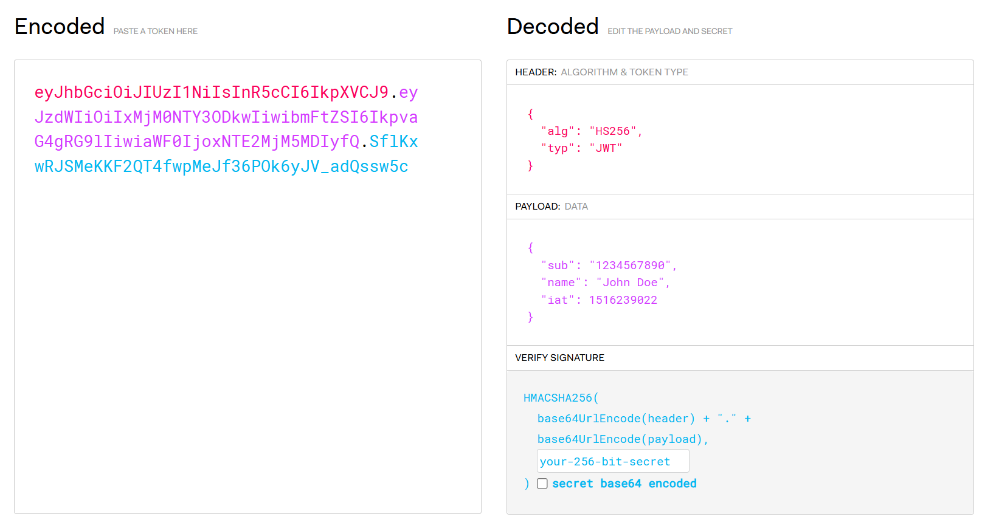 Encoded PASTE A TOKEN HERE
eyJhbGciOiJIUzI1NiIsInR5cCI6IkpXVCJ9.ey
JzdWIiOiIxMjM0NTY3ODkwIiwibmFtZSI6Ikpva
G4gRG9lIiwiaWF0IjoxNTE2MjM5MDIyfQ.SflKx
wRJSMeKKF2QT4fwpMeJf36POk6yJV_adQssw5c
Decoded EDIT THE PAYLOAD AND SECRET
HEADER: ALGORITHM & TOKEN TYPE
{
  "alg": "HS256",
  "typ": "JWT"
}
PAYLOAD: DATA
{
  "sub": "1234567890",
  "name": "John Doe",
  "iat": 1516239022
}
VERIFY SIGNATURE
HMACSHA256(
  base64UrlEncode(header) + "." +
  base64UrlEncode(payload),
  your-256-bit-secret
) secret base64 encoded